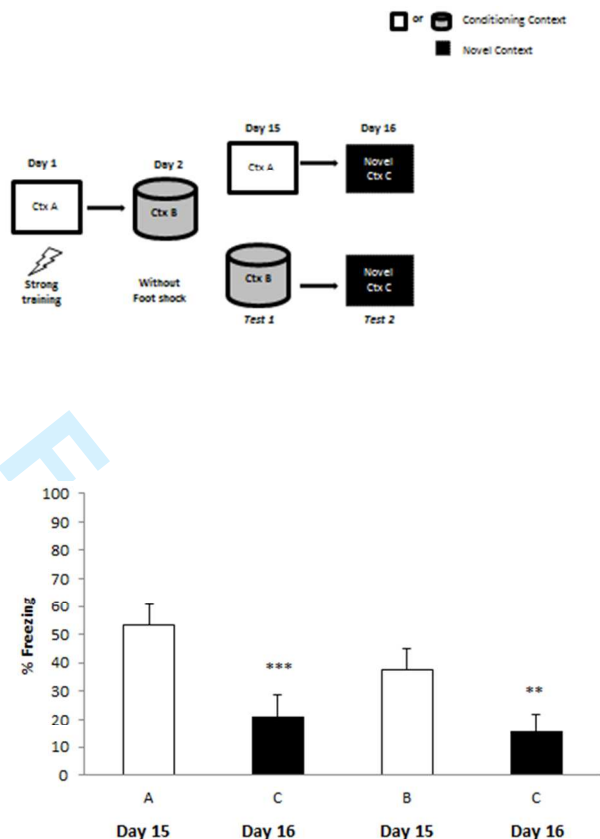 or Conditioning Context
Novel Context
Day 15 Day 16
Day 1 Day 2
Ctx A Novel
Ctx C
Ctx A Ctx B
Strong
training
Without
Foot shock
Ctx B Novel
Ctx C
Test 1 Test 2
F
% Freezing
100
90
80
70
60
50
40
30
20
10
0
***
**
A C B C
Day 15 Day 16 Day 15 Day 16